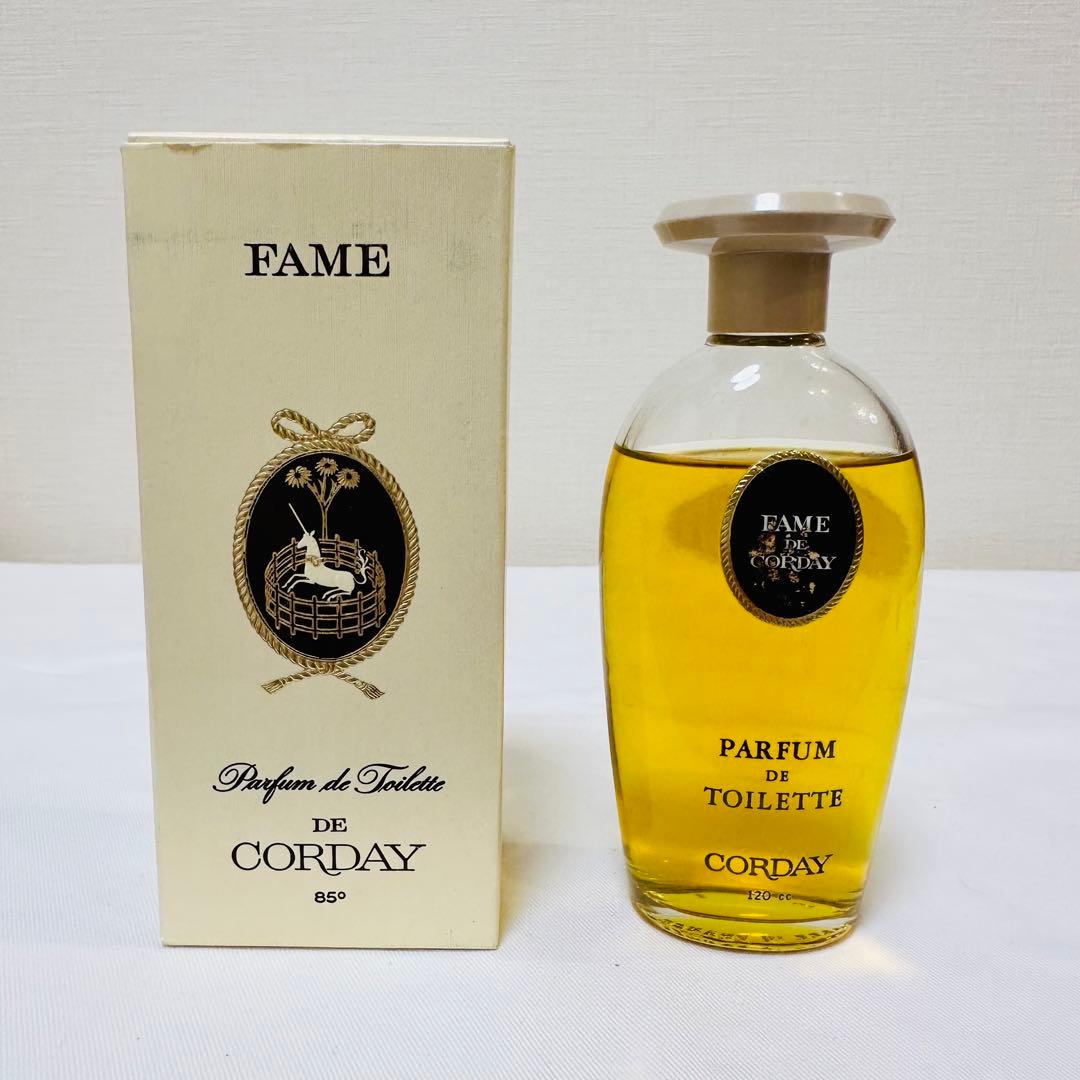 FAME
Parfum de Toilette
DE
CORDAY
85º
FAME
DE
CORDAY
PARFUM
DE
TOILETTE
CORDAY
120 cc